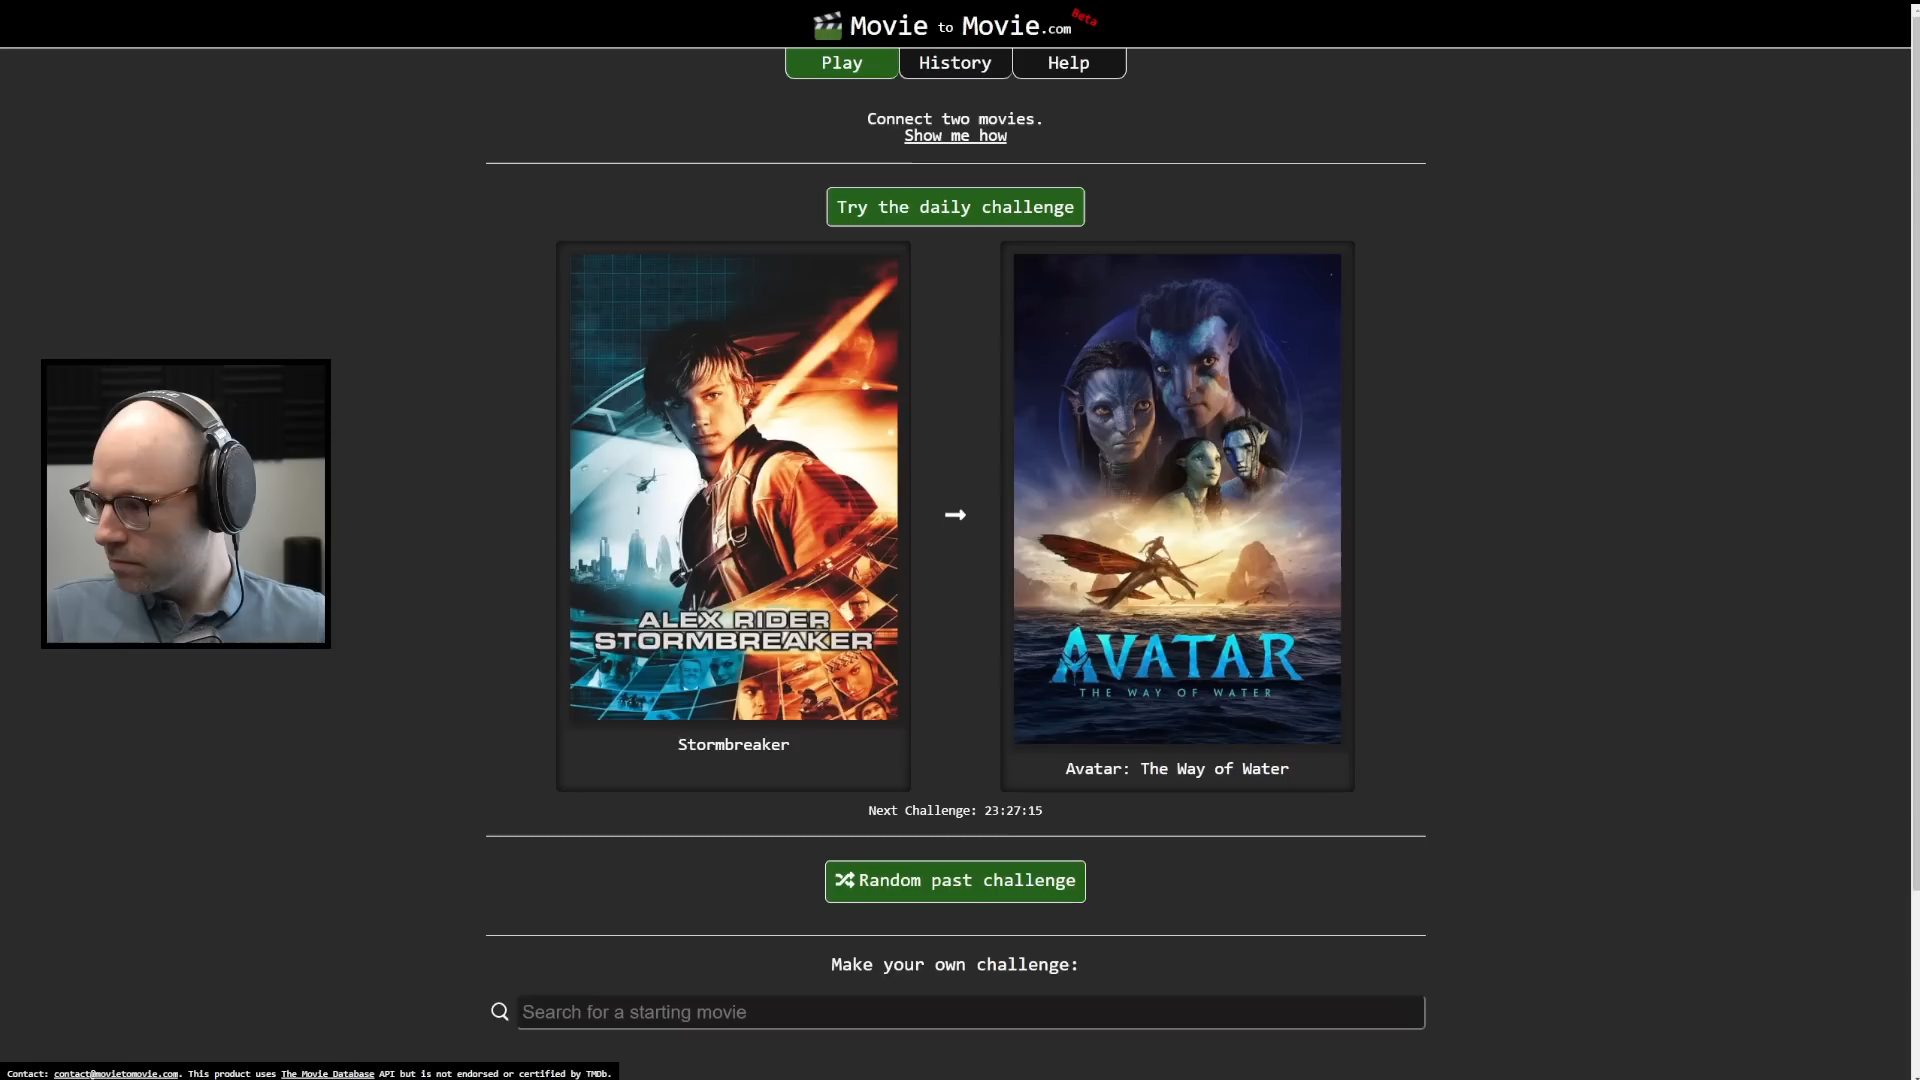 Movie to Movie.com Beta
Play History Help
Connect two movies.
Show me how
Try the daily challenge
ALEX RIDER
STORMBREAKER
AVATAR
THE WAY OF WATER
Stormbreaker
Avatar: The Way of Water
Next Challenge: 23:27:15
Random past challenge
Make your own challenge:
Search for a starting movie
Contact: contact@movietomovie.com. This product uses The Movie Database API but is not endorsed or certified by TMDb.